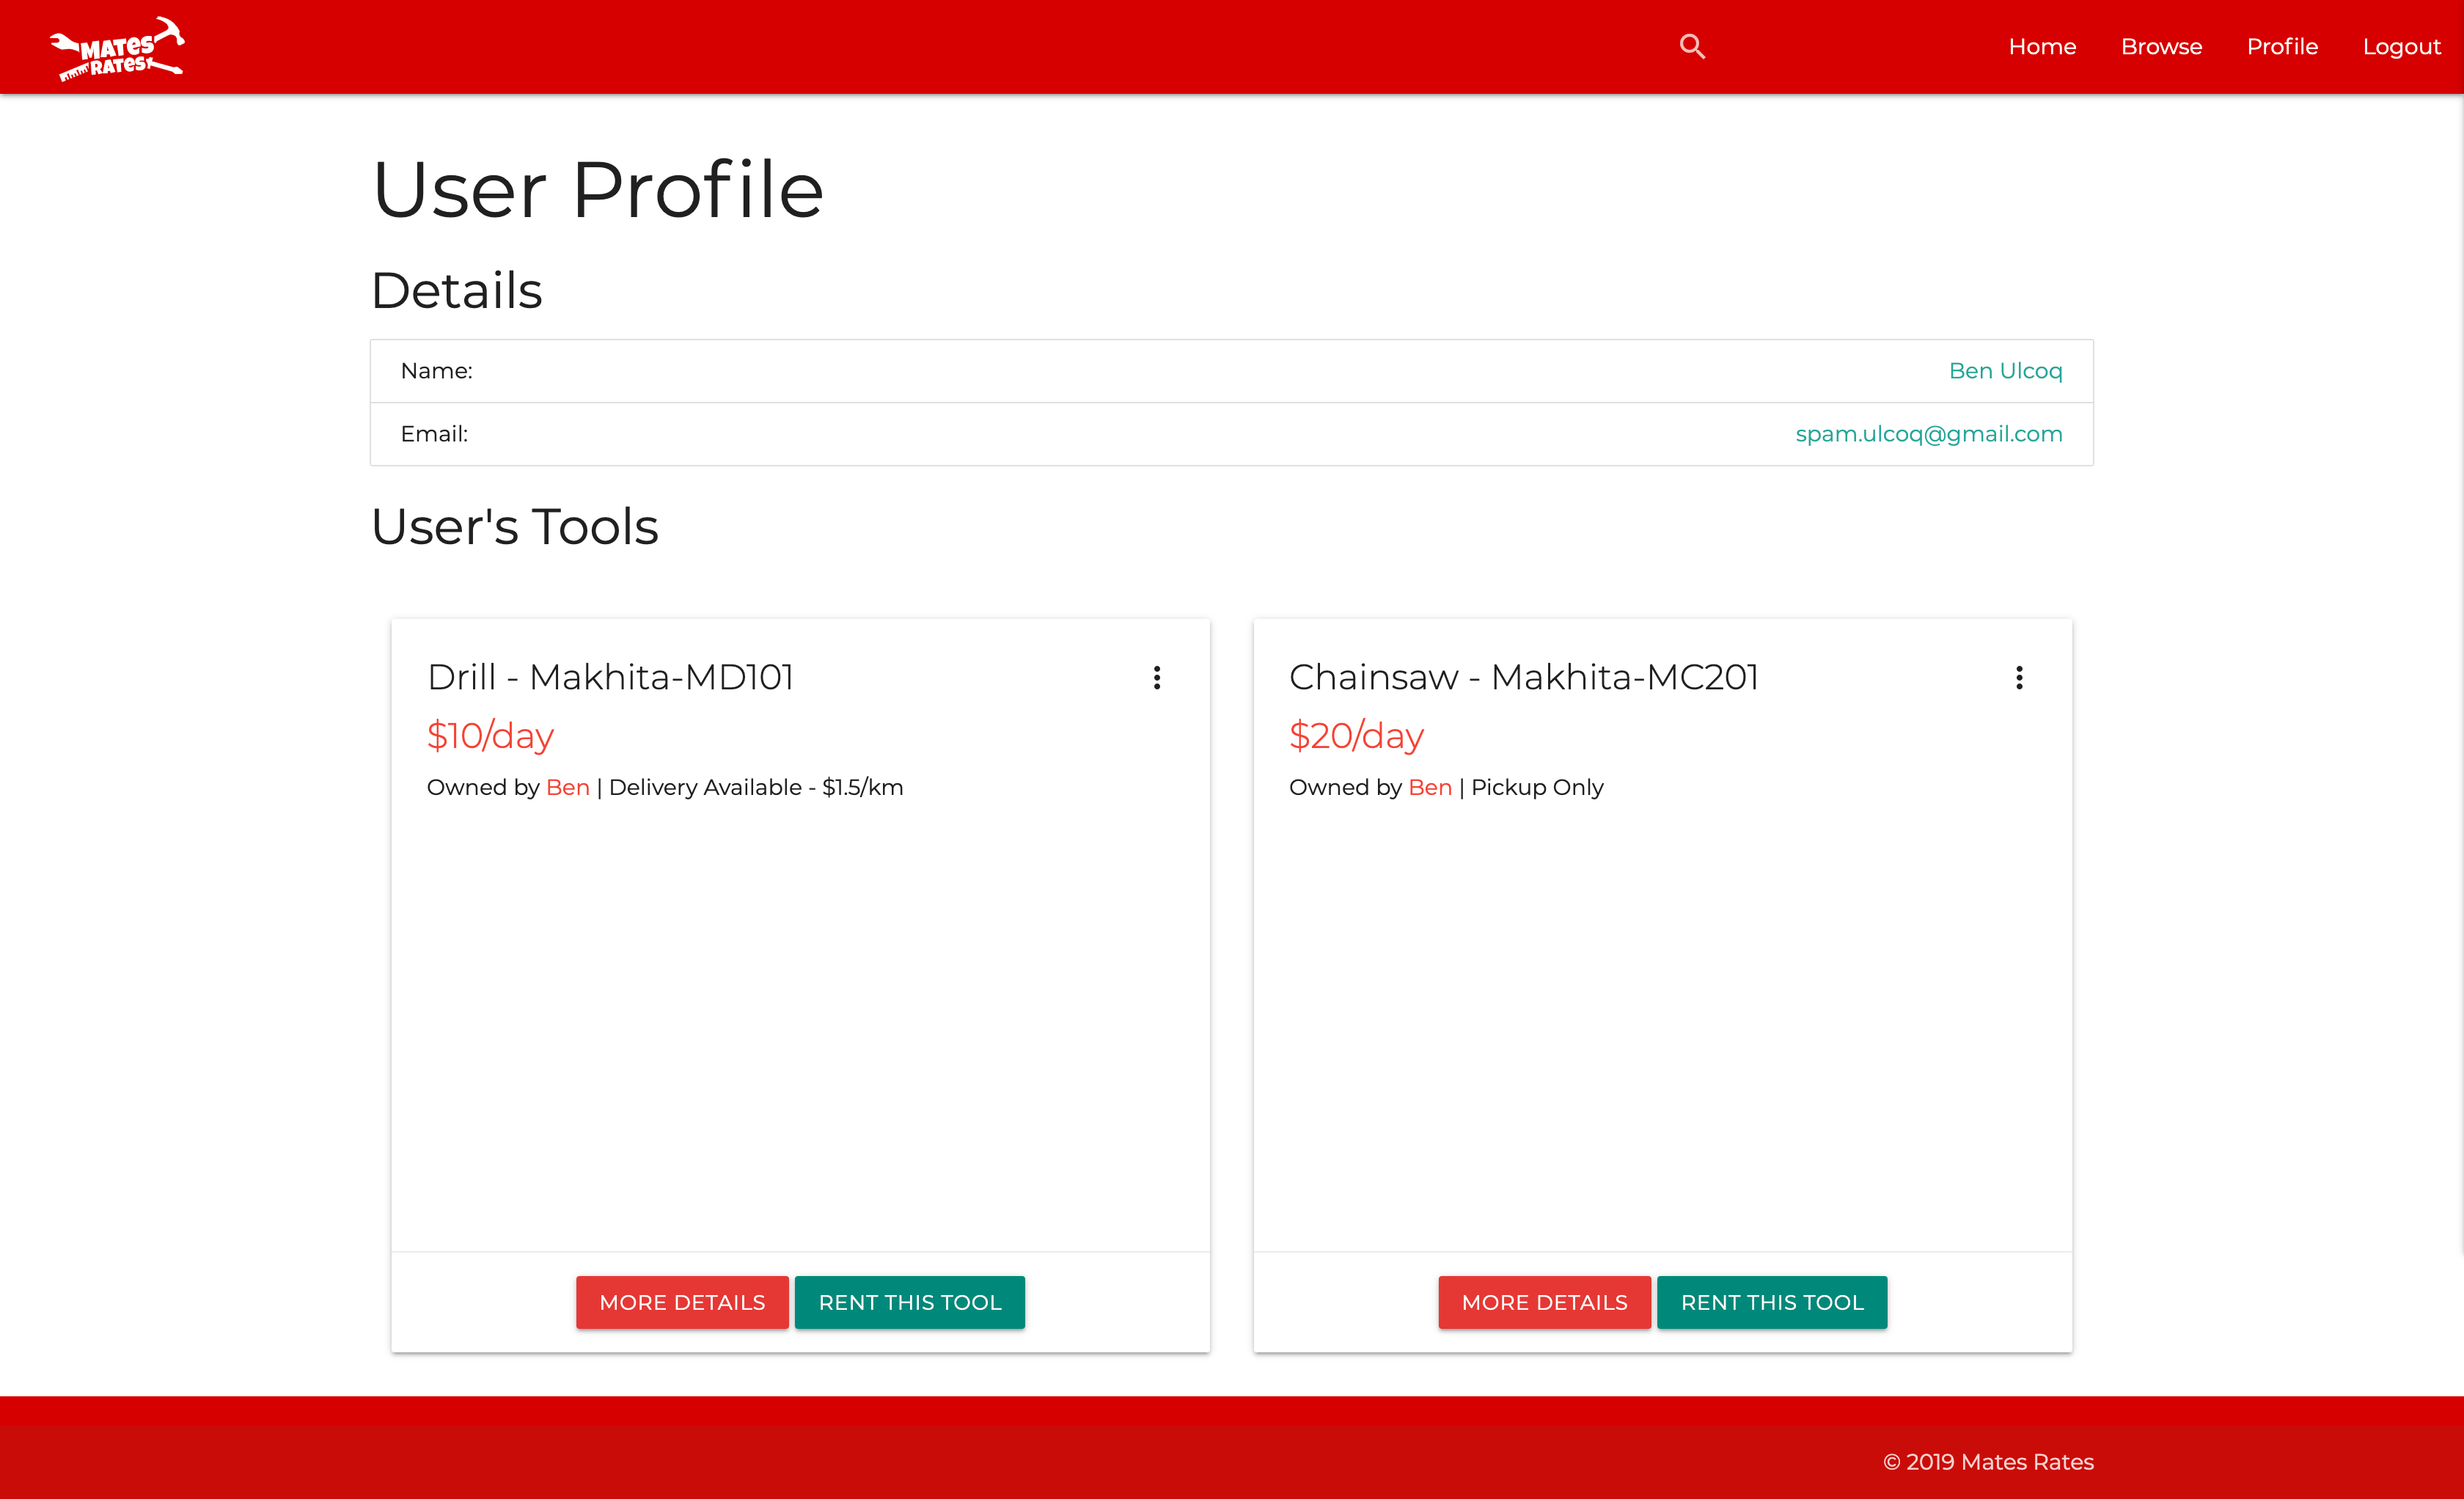 MATES
RATES
Home Browse Profile Logout
User Profile
Details
Name: Ben Ulcoq
Email: spam.ulcoq@gmail.com
User's Tools
Drill - Makhita-MD101
$10/day
Owned by Ben | Delivery Available - $1.5/km
MORE DETAILS RENT THIS TOOL
Chainsaw - Makhita-MC201
$20/day
Owned by Ben | Pickup Only
MORE DETAILS RENT THIS TOOL
© 2019 Mates Rates